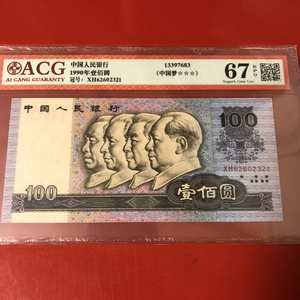 ACG
AI CANG GUARANTY
中国人民银行
1990年壹佰圆
冠号: XH62602321
13397683
(中国梦☆☆☆)
67 EPQ
Superb Gem Unc
中国人民银行
100
XH62602321
100
壹佰圆